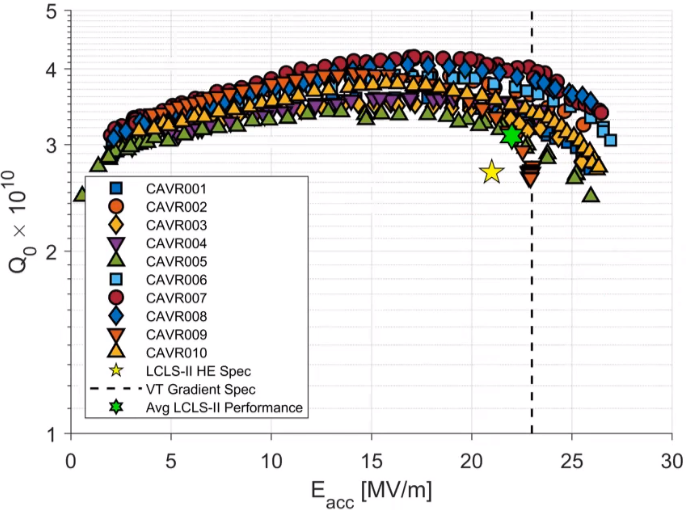 5
4
3
2
1
Q0 × 10^10
CAVR001
CAVR002
CAVR003
CAVR004
CAVR005
CAVR006
CAVR007
CAVR008
CAVR009
CAVR010
LCLS-II HE Spec
VT Gradient Spec
Avg LCLS-II Performance
0 5 10 15 20 25 30
Eacc [MV/m]